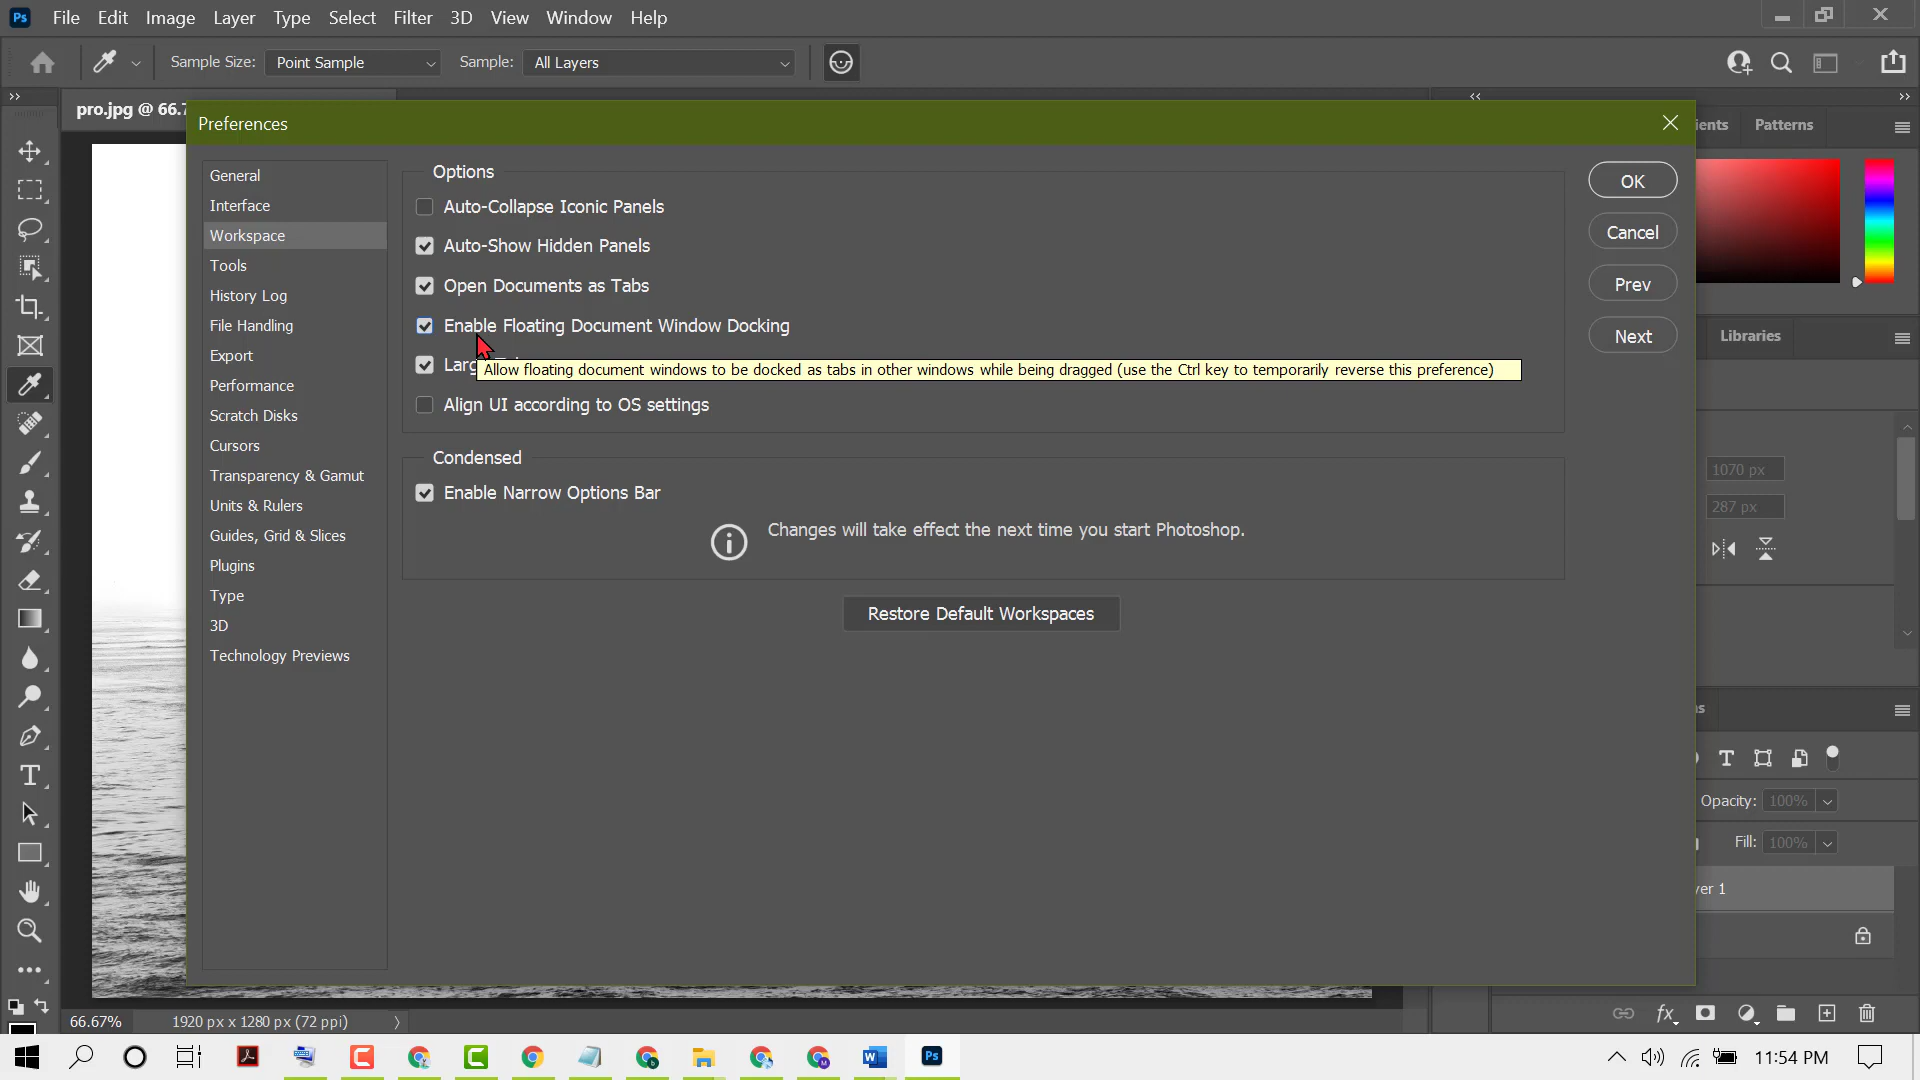 Ps File Edit Image Layer Type Select Filter 3D View Window Help
Sample Size: Point Sample Sample: All Layers
pro.jpg @ 66.7
Preferences
Patterns
General
Interface
Workspace
Tools
History Log
File Handling
Export
Performance
Scratch Disks
Cursors
Transparency & Gamut
Units & Rulers
Guides, Grid & Slices
Plugins
Type
3D
Technology Previews
Options
Auto-Collapse Iconic Panels
Auto-Show Hidden Panels
Open Documents as Tabs
Enable Floating Document Window Docking
Allow floating document windows to be docked as tabs in other windows while being dragged (use the Ctrl key to temporarily reverse this preference)
Align UI according to OS settings
Condensed
Enable Narrow Options Bar
Changes will take effect the next time you start Photoshop.
Restore Default Workspaces
OK
Cancel
Prev
Next
Libraries
1070 px
287 px
Opacity: 100%
Fill: 100%
1
66.67% 1920 px x 1280 px (72 ppi)
Ps
11:54 PM